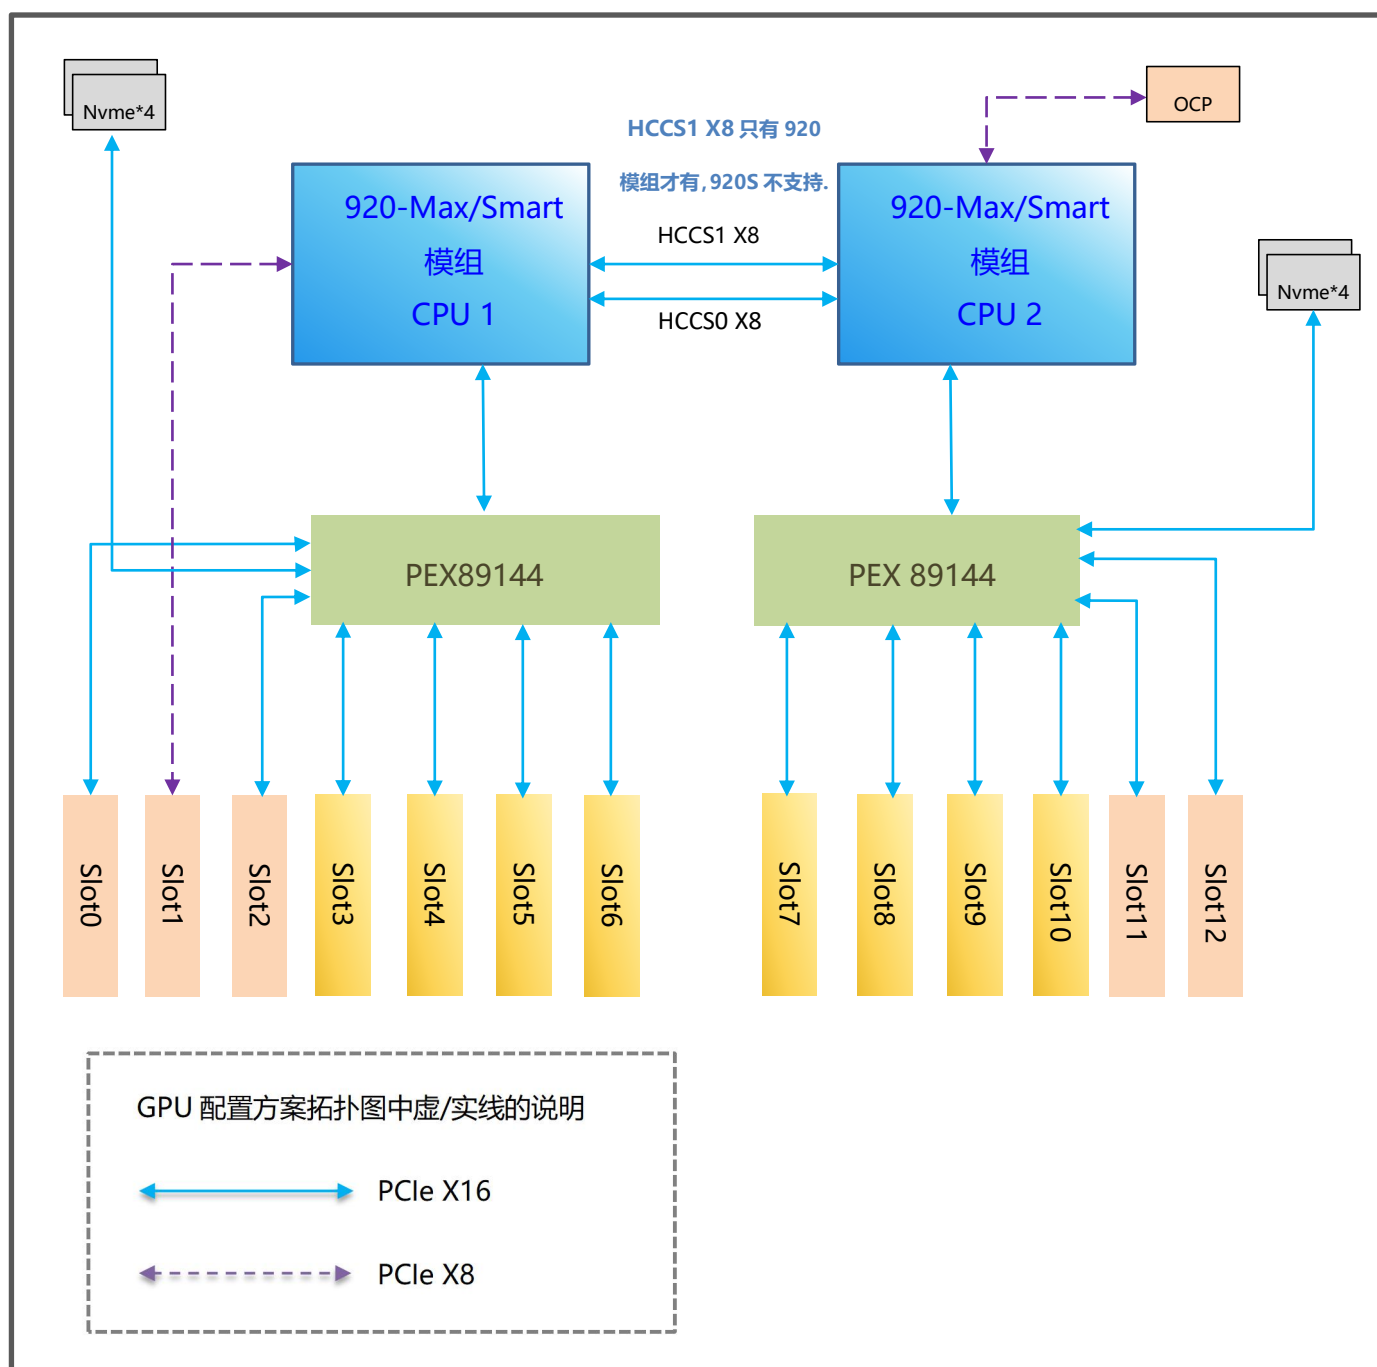 Nvme*4
OCP
HCCS1 X8 只有 920
模组才有,920S 不支持.
920-Max/Smart
模组
CPU 1
HCCS1 X8
HCCS0 X8
920-Max/Smart
模组
CPU 2
Nvme*4
PEX89144
PEX 89144
Slot0
Slot1
Slot2
Slot3
Slot4
Slot5
Slot6
Slot7
Slot8
Slot9
Slot10
Slot11
Slot12
GPU 配置方案拓扑图中虚/实线的说明
PCIe X16
PCIe X8